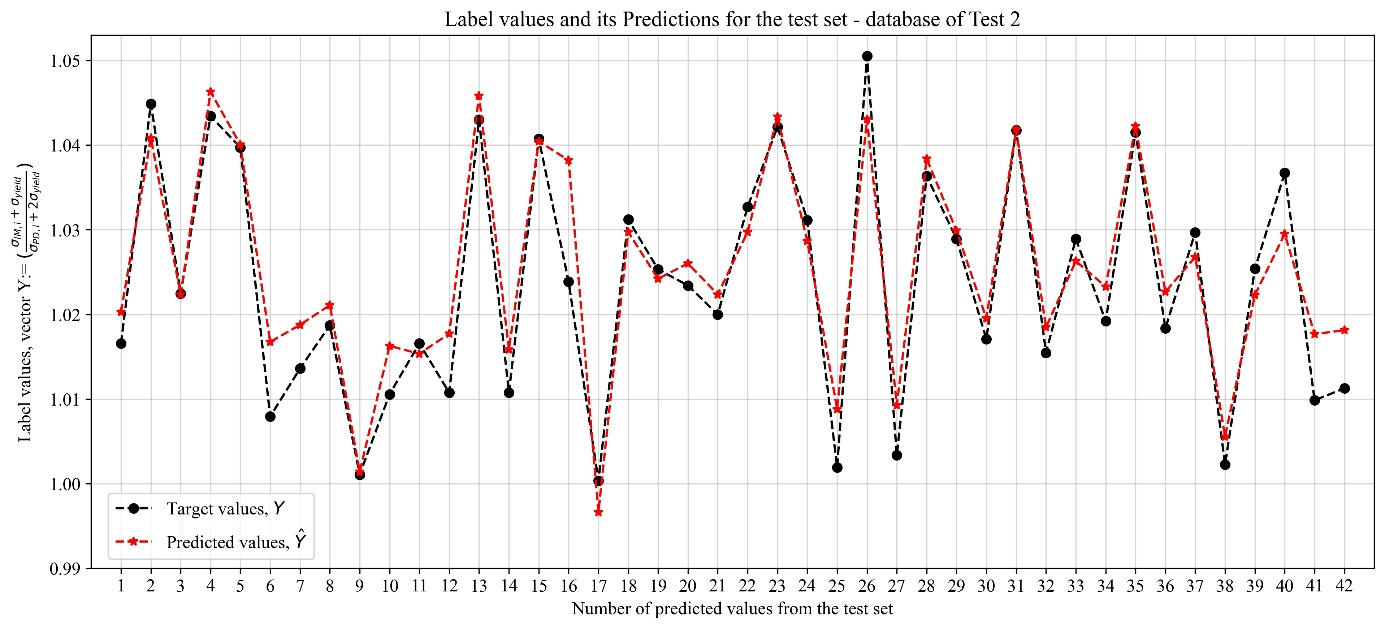 Label values and its Predictions for the test set - database of Test 2
Label values, vector Y:= (σ_IM,i + σ_yield / σ_PD,i + 2σ_yield)
1.05
1.04
1.03
1.02
1.01
1.00
0.99
Target values, Y
Predicted values, Ŷ
1 2 3 4 5 6 7 8 9 10 11 12 13 14 15 16 17 18 19 20 21 22 23 24 25 26 27 28 29 30 31 32 33 34 35 36 37 38 39 40 41 42
Number of predicted values from the test set